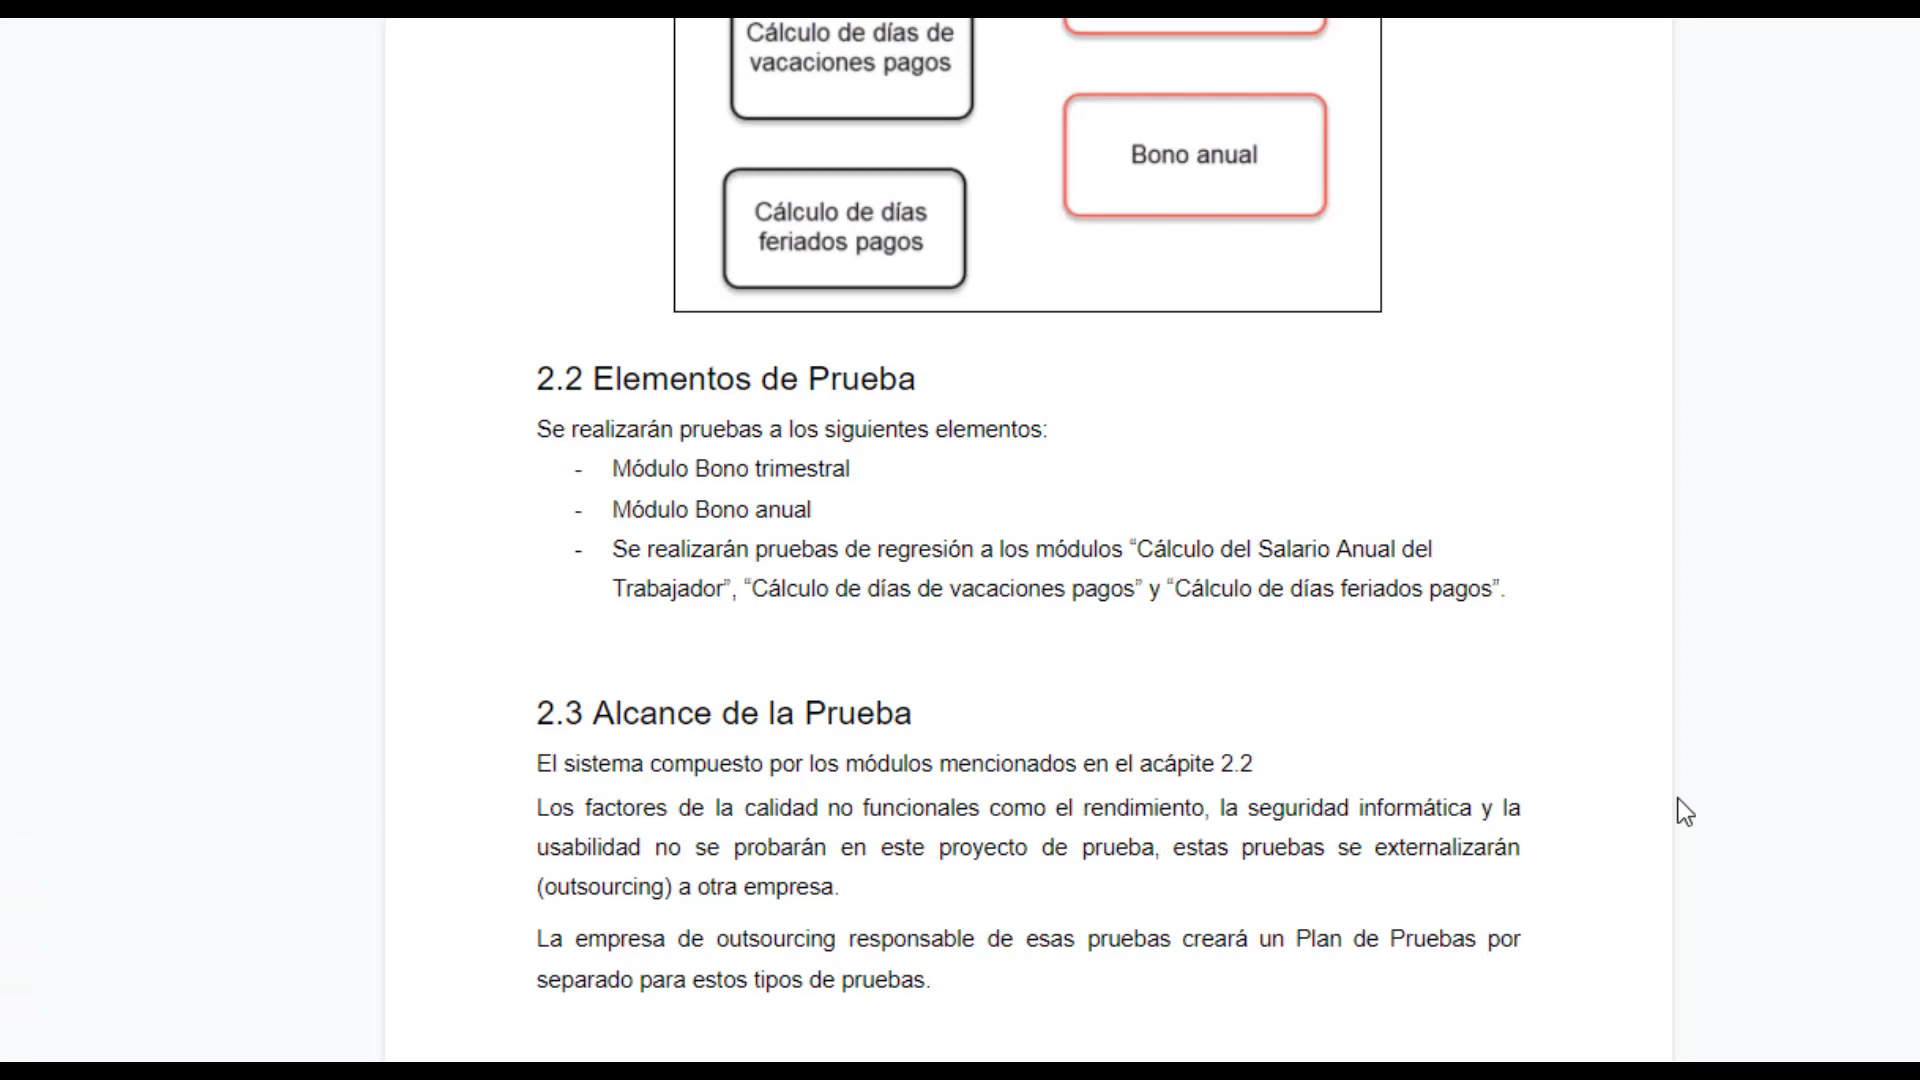 Cálculo de días de
vacaciones pagos
Bono anual
Cálculo de días
feriados pagos
2.2 Elementos de Prueba
Se realizarán pruebas a los siguientes elementos:
- Módulo Bono trimestral
- Módulo Bono anual
- Se realizarán pruebas de regresión a los módulos “Cálculo del Salario Anual del
Trabajador”, “Cálculo de días de vacaciones pagos” y “Cálculo de días feriados pagos”.
2.3 Alcance de la Prueba
El sistema compuesto por los módulos mencionados en el acápite 2.2
Los factores de la calidad no funcionales como el rendimiento, la seguridad informática y la
usabilidad no se probarán en este proyecto de prueba, estas pruebas se externalizarán
(outsourcing) a otra empresa.
La empresa de outsourcing responsable de esas pruebas creará un Plan de Pruebas por
separado para estos tipos de pruebas.